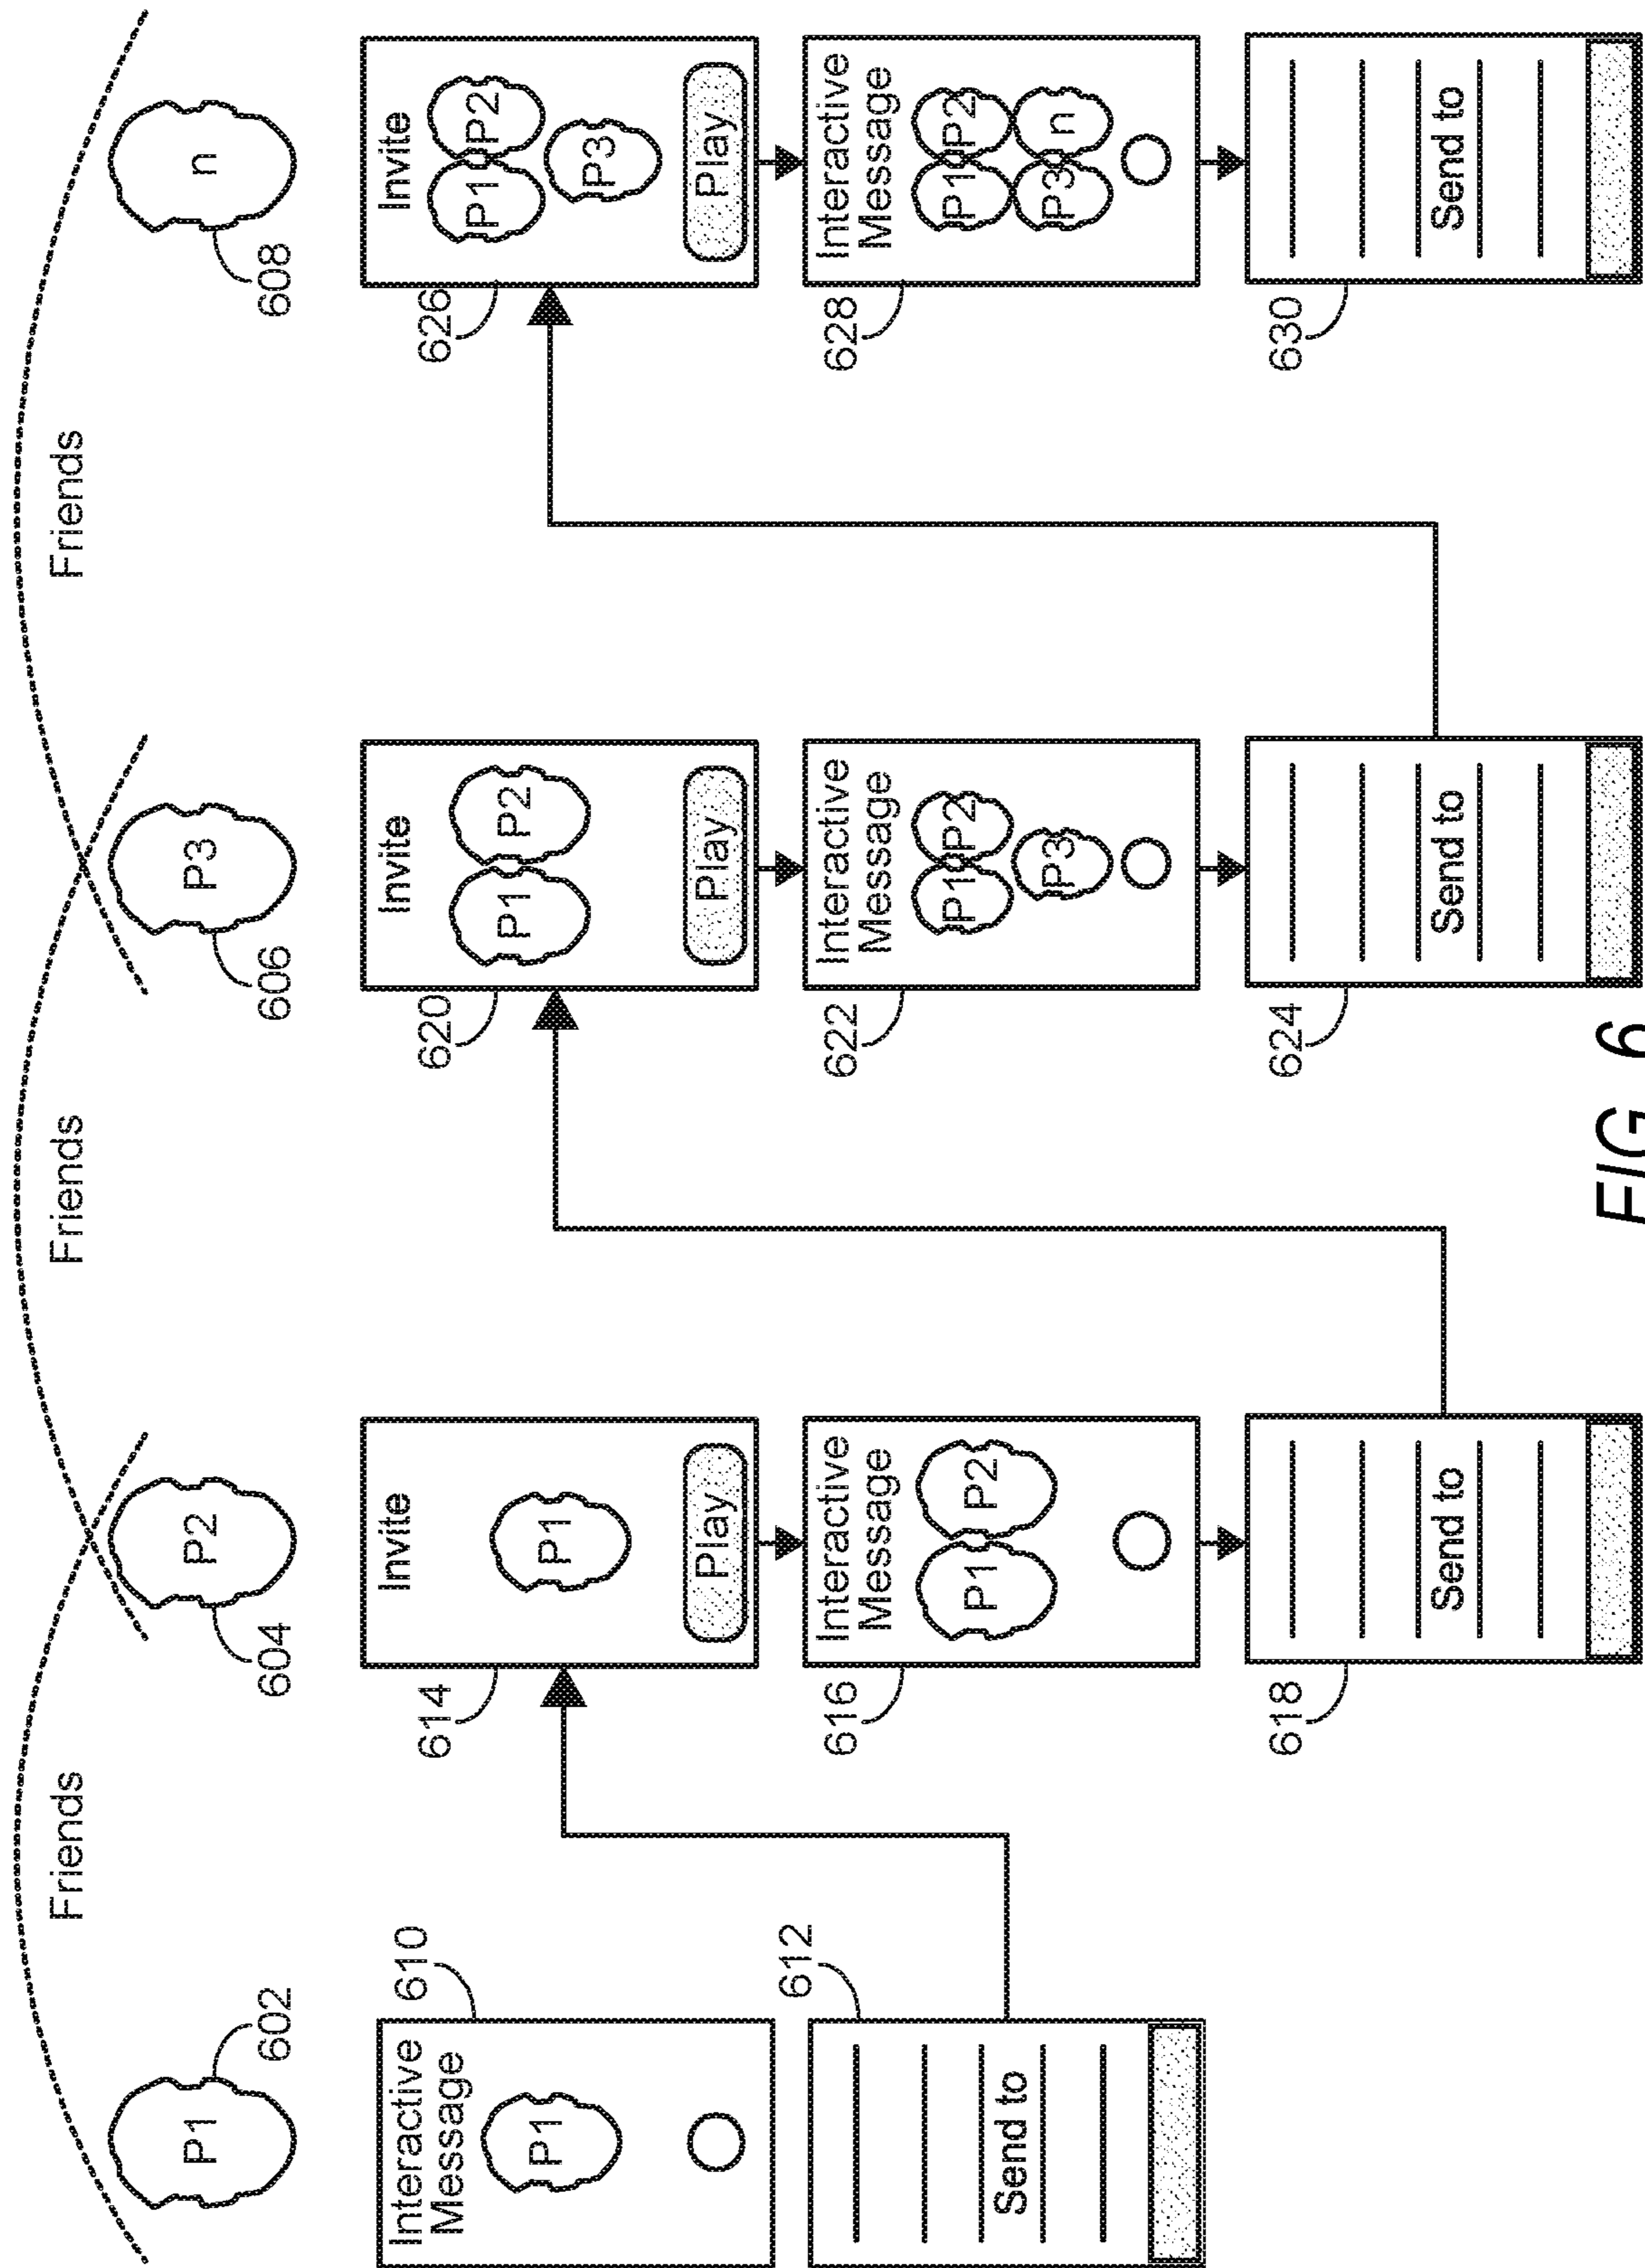 Friends
Friends
Friends
P1
602
P2
604
P3
606
n
608
Interactive
Message
P1
610
Send to
612
Invite
P1
Play
614
Interactive
Message
P1
P2
616
Send to
618
Invite
P1
P2
Play
620
Interactive
Message
P1
P2
P3
622
Send to
624
Invite
P1
P2
P3
Play
626
Interactive
Message
P1
P2
P3
n
628
Send to
630
FIG. 6